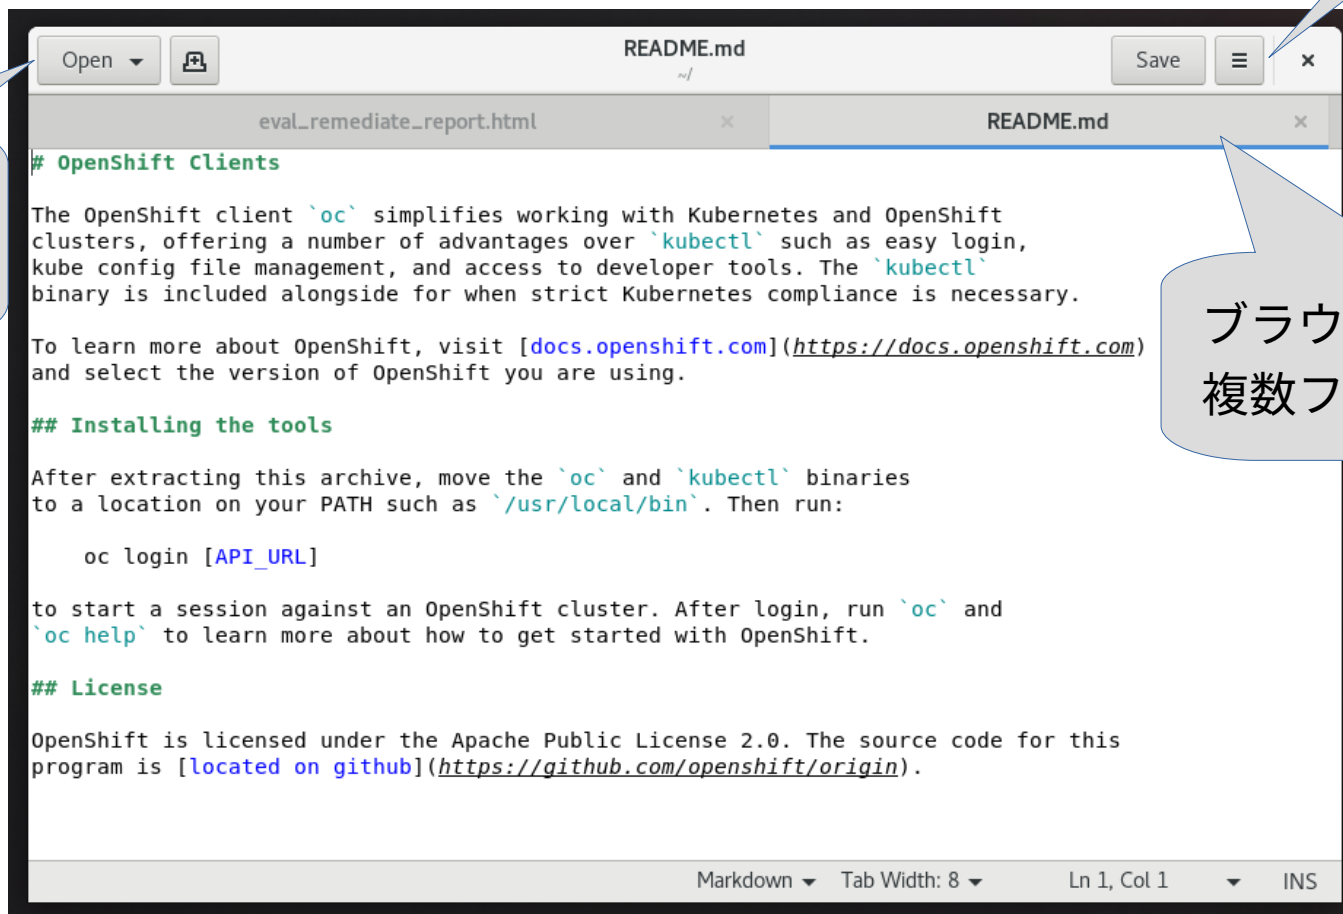 Open
README.md
~/
Save
eval_remediate_report.html
README.md
# OpenShift Clients
The OpenShift client `oc` simplifies working with Kubernetes and OpenShift
clusters, offering a number of advantages over `kubectl` such as easy login,
kube config file management, and access to developer tools. The `kubectl`
binary is included alongside for when strict Kubernetes compliance is necessary.
To learn more about OpenShift, visit [docs.openshift.com](https://docs.openshift.com)
and select the version of OpenShift you are using.
## Installing the tools
After extracting this archive, move the `oc` and `kubectl` binaries
to a location on your PATH such as `/usr/local/bin`. Then run:
oc login [API_URL]
to start a session against an OpenShift cluster. After login, run `oc` and
`oc help` to learn more about how to get started with OpenShift.
## License
OpenShift is licensed under the Apache Public License 2.0. The source code for this
program is [located on github](https://github.com/openshift/origin).
ブラウ
複数フ
Markdown
Tab Width: 8
Ln 1, Col 1
INS